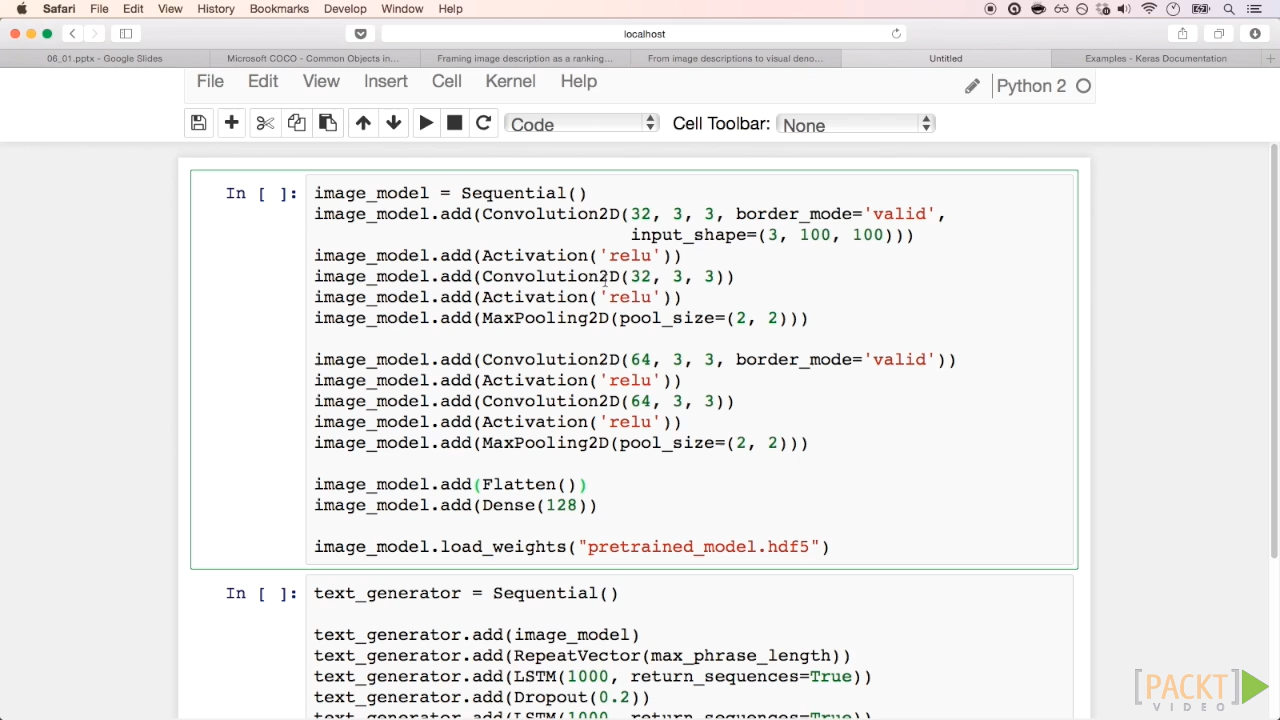 Safari File Edit View History Bookmarks Develop Window Help
localhost
06_01.pptx - Google Slides
Microsoft COCO - Common Objects in...
Framing image description as a ranking...
From image descriptions to visual deno...
Untitled
Examples - Keras Documentation
File Edit View Insert Cell Kernel Help
Python 2
Code
Cell Toolbar: None
In [ ]: image_model = Sequential()
image_model.add(Convolution2D(32, 3, 3, border_mode='valid',
input_shape=(3, 100, 100)))
image_model.add(Activation('relu'))
image_model.add(Convolution2D(32, 3, 3))
image_model.add(Activation('relu'))
image_model.add(MaxPooling2D(pool_size=(2, 2)))
image_model.add(Convolution2D(64, 3, 3, border_mode='valid'))
image_model.add(Activation('relu'))
image_model.add(Convolution2D(64, 3, 3))
image_model.add(Activation('relu'))
image_model.add(MaxPooling2D(pool_size=(2, 2)))
image_model.add(Flatten())
image_model.add(Dense(128))
image_model.load_weights("pretrained_model.hdf5")
In [ ]: text_generator = Sequential()
text_generator.add(image_model)
text_generator.add(RepeatVector(max_phrase_length))
text_generator.add(LSTM(1000, return_sequences=True))
text_generator.add(Dropout(0.2))
text_generator.add(LSTM(1000, return_sequences=True))
[PACKT]
VIDEO